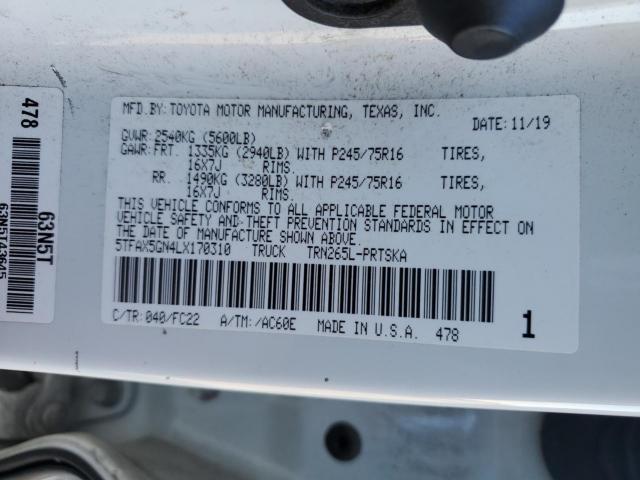 MFD.BY: TOYOTA MOTOR MANUFACTURING, TEXAS, INC.
DATE: 11/19
GVWR: 2540KG (5600LB)
GAWR: FRT. 1335KG (2940LB) WITH P245/75R16 TIRES,
16X7J RIMS.
RR. 1490KG (3280LB) WITH P245/75R16 TIRES,
16X7J RIMS.
THIS VEHICLE CONFORMS TO ALL APPLICABLE FEDERAL MOTOR
VEHICLE SAFETY AND THEFT PREVENTION STANDARDS IN EFFECT ON
THE DATE OF MANUFACTURE SHOWN ABOVE.
5TFAX5GN4LX170310 TRUCK TRN265L-PRTSKA
C/TR: 040/FC22 A/TM: /AC60E MADE IN U.S.A. 478 1
478
63N5T